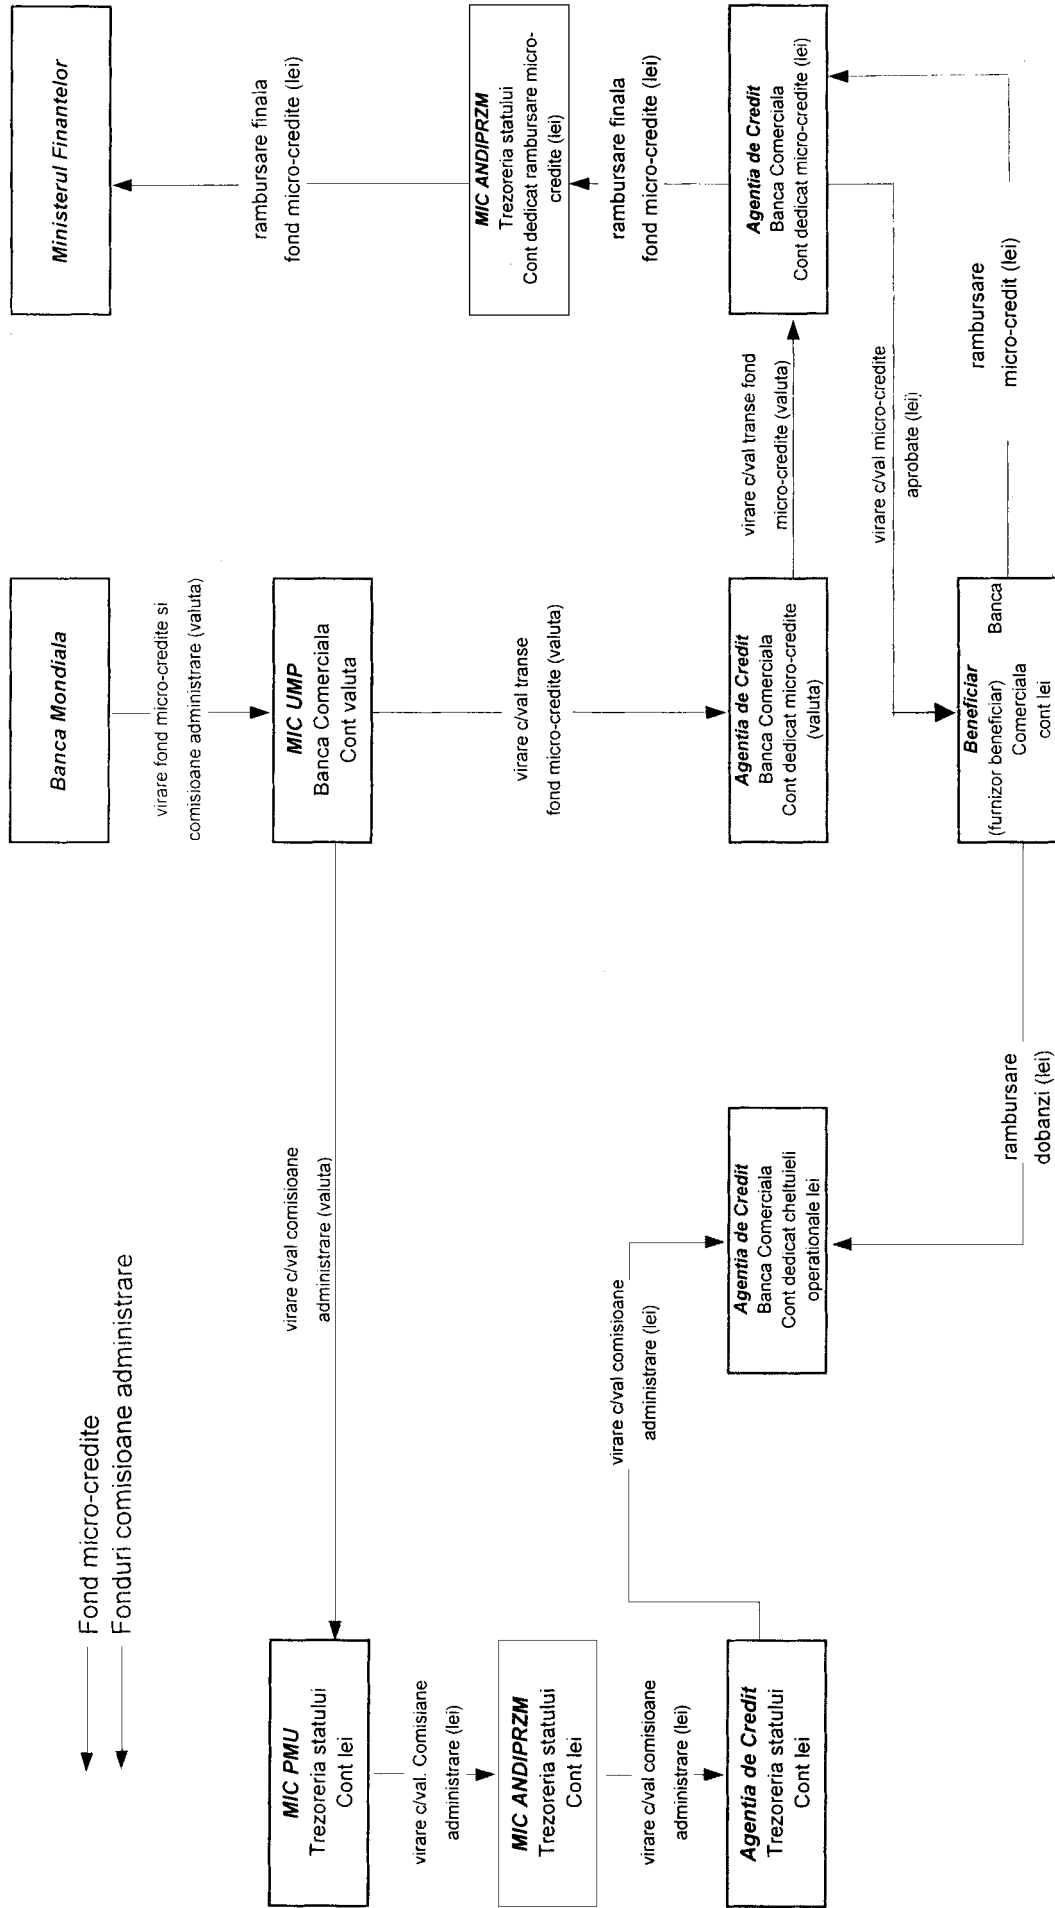 Fond micro-credite
Fonduri comisioane administrare
Banca Mondiala
Ministerul Finantelor
virare fond micro-credite si
comisioane administrare (valuta)
rambursare finala
fond micro-credite (lei)
MIC PMU
Trezoreria statului
Cont lei
virare c/val comisioane
administrare (valuta)
MIC UMP
Banca Comerciala
Cont valuta
virare c/val. Comisiane
administrare (lei)
virare c/val transe
fond micro-credite (valuta)
MIC ANDIPRZM
Trezoreria statului
Cont dedicat rambursare micro-
credite (lei)
MIC ANDIPRZM
Trezoreria statului
Cont lei
rambursare finala
fond micro-credite (lei)
virare c/val comisioane
administrare (lei)
virare c/val comisioane
administrare (lei)
Agentia de Credit
Trezoreria statului
Cont lei
Agentia de Credit
Banca Comerciala
Cont dedicat cheltuieli
operationale lei
Agentia de Credit
Banca Comerciala
Cont dedicat micro-credite
(valuta)
virare c/val transe fond
micro-credite (valuta)
Agentia de Credit
Banca Comerciala
Cont dedicat micro-credite (lei)
virare c/val micro-credite
aprobate (lei)
rambursare
dobanzi (lei)
Beneficiar
(furnizor beneficiar) Banca
Comerciala
cont lei
rambursare
micro-credit (lei)